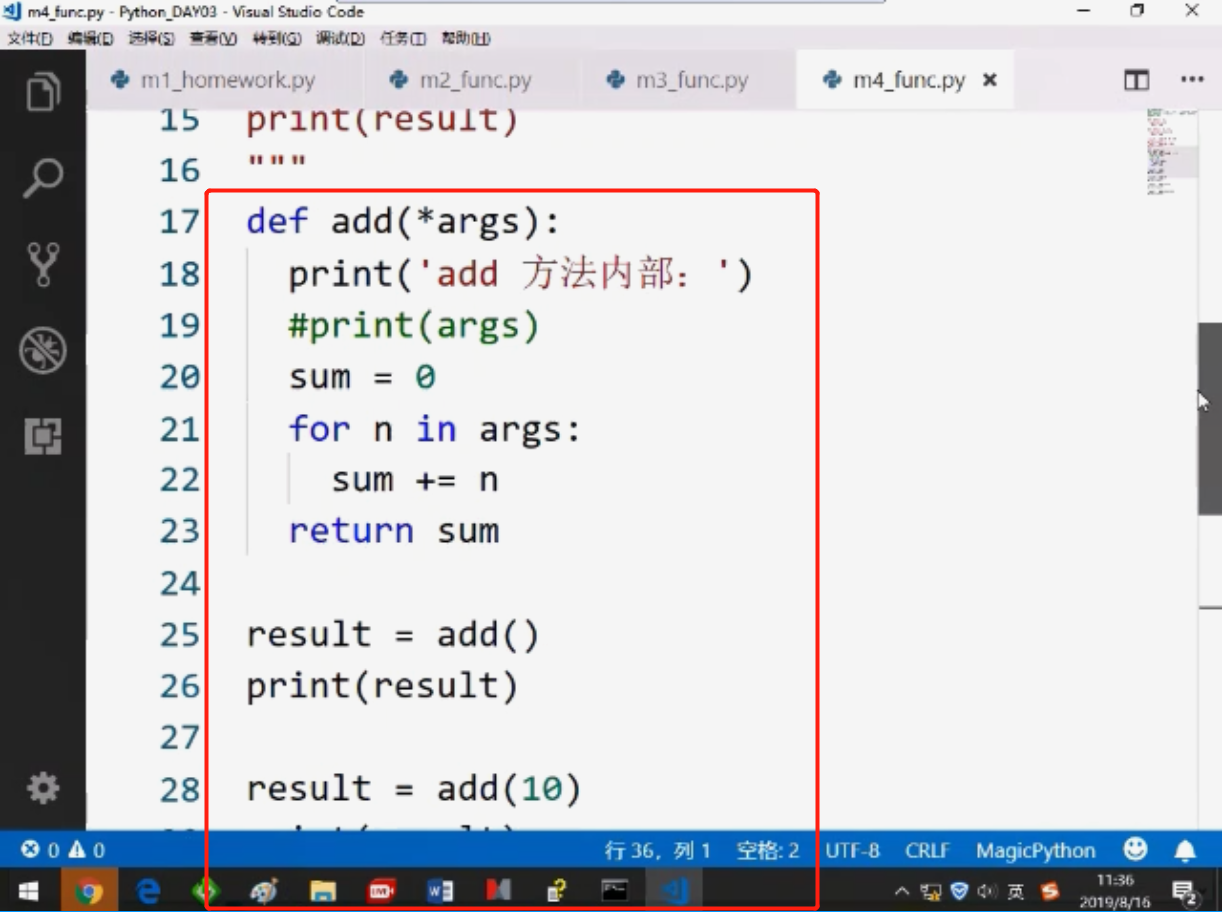 m4_func.py - Python_DAY03 - Visual Studio Code
文件(F) 编辑(E) 选择(S) 查看(V) 转到(G) 调试(D) 任务(T) 帮助(H)
m1_homework.py m2_func.py m3_func.py m4_func.py
15 print(result)
16 """
17 def add(*args):
18 print('add 方法内部：')
19 #print(args)
20 sum = 0
21 for n in args:
22 sum += n
23 return sum
24
25 result = add()
26 print(result)
27
28 result = add(10)
0 0 行 36，列 1 空格: 2 UTF-8 CRLF MagicPython
英 11:36
2019/8/16 2